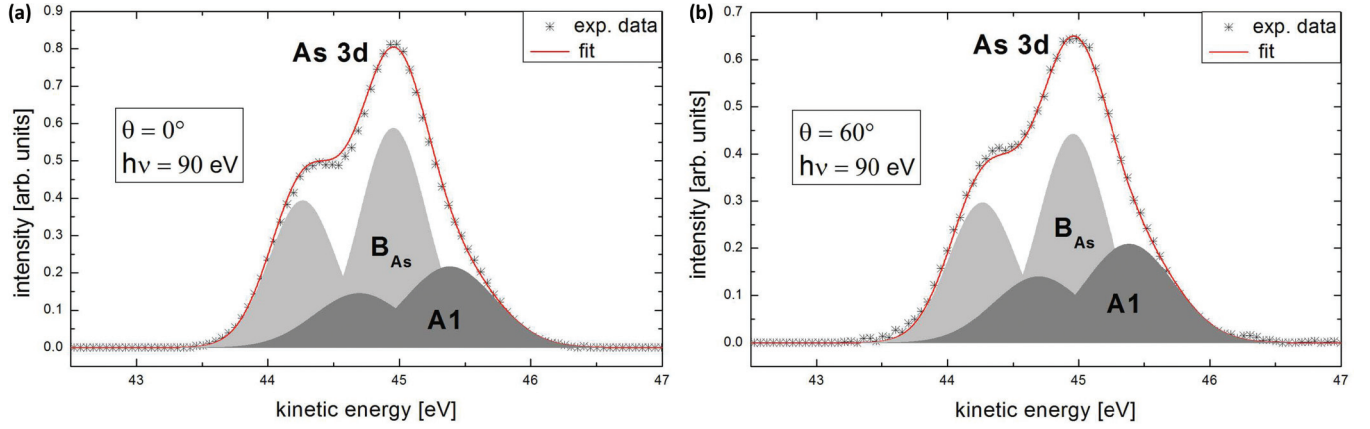 (a)
exp. data
fit
As 3d
θ = 0°
hν = 90 eV
B_As
A1
intensity [arb. units]
0.9
0.8
0.7
0.6
0.5
0.4
0.3
0.2
0.1
0.0
43
44
45
46
47
kinetic energy [eV]
(b)
exp. data
fit
As 3d
θ = 60°
hν = 90 eV
B_As
A1
intensity [arb. units]
0.7
0.6
0.5
0.4
0.3
0.2
0.1
0.0
43
44
45
46
47
kinetic energy [eV]